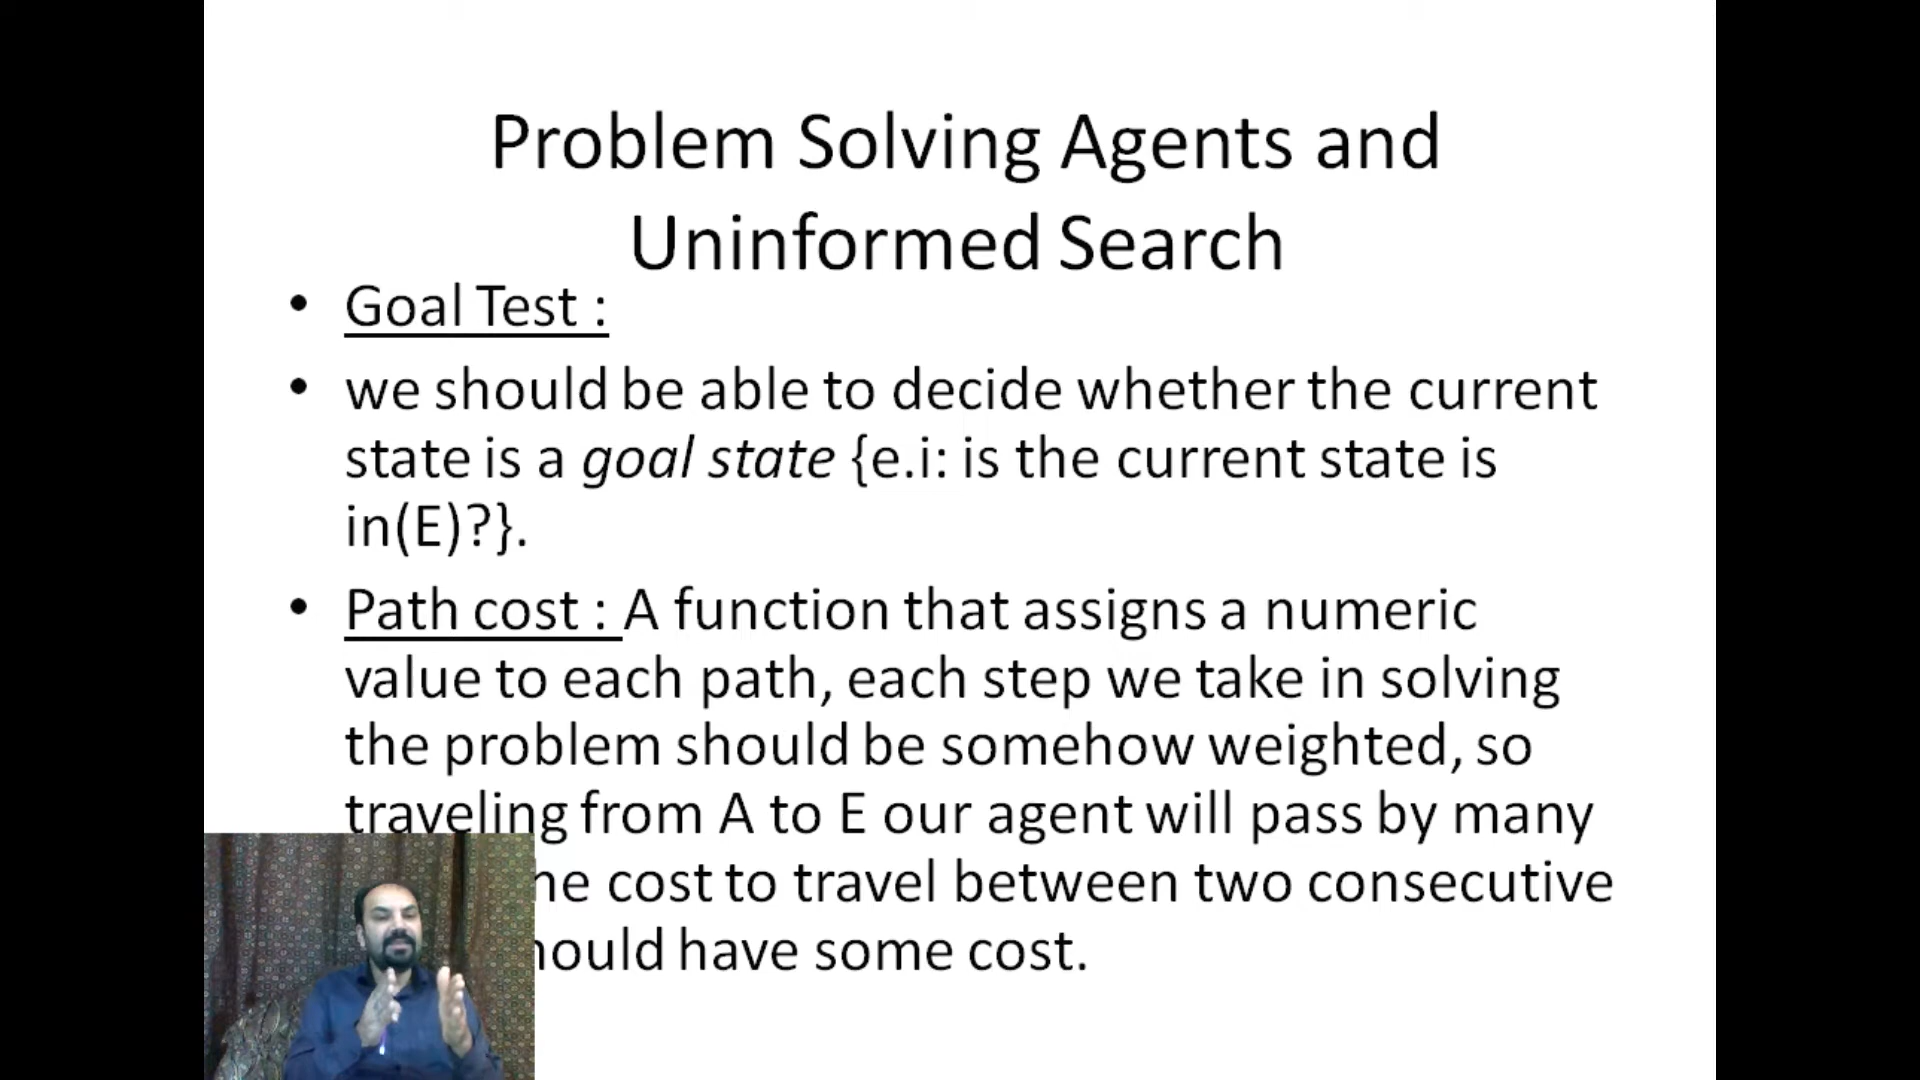 Problem Solving Agents and
Uninformed Search
• Goal Test :
• we should be able to decide whether the current
state is a goal state {e.i: is the current state is
in(E)?}.
• Path cost : A function that assigns a numeric
value to each path, each step we take in solving
the problem should be somehow weighted, so
traveling from A to E our agent will pass by many
cost to travel between two consecutive
have some cost.